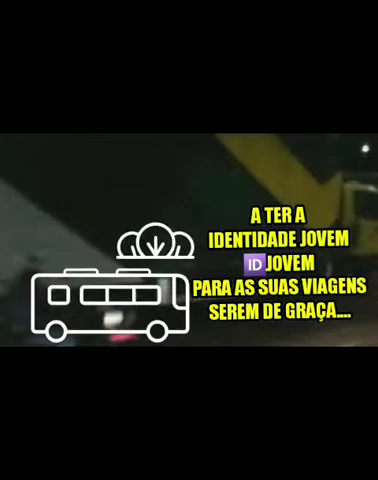 A TER A
IDENTIDADE JOVEM
🆔JOVEM
PARA AS SUAS VIAGENS
SEREM DE GRAÇA....